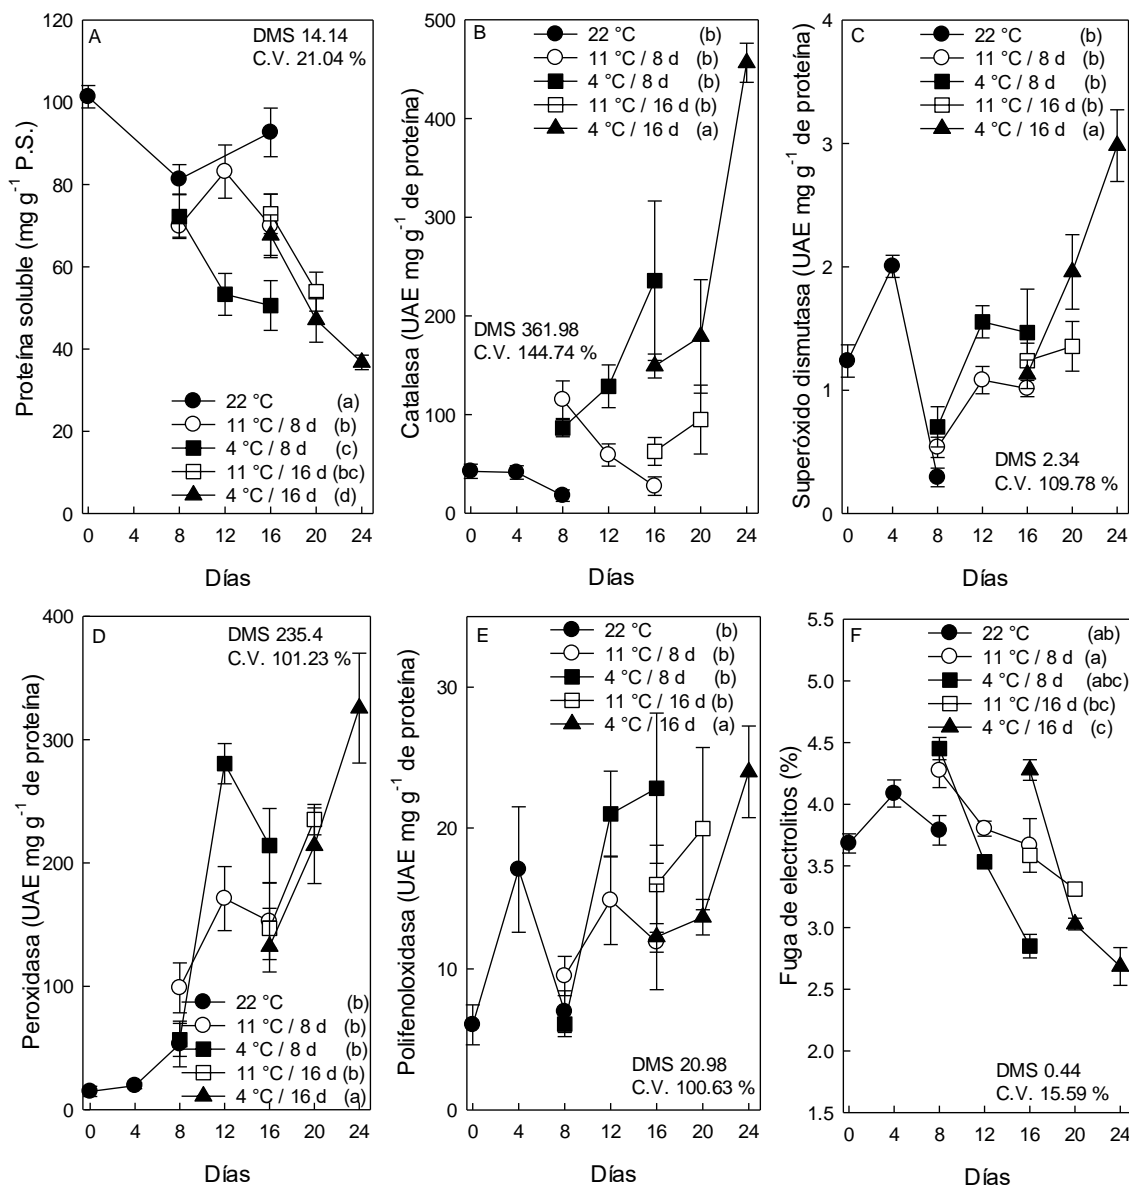 A
DMS 14.14
C.V. 21.04 %
Proteína soluble (mg g-1 P.S.)
120
100
80
60
40
20
0
22 °C (a)
11 °C / 8 d (b)
4 °C / 8 d (c)
11 °C / 16 d (bc)
4 °C / 16 d (d)
0 4 8 12 16 20 24
Días
B
22 °C (b)
11 °C / 8 d (b)
4 °C / 8 d (b)
11 °C / 16 d (b)
4 °C / 16 d (a)
Catalasa (UAE mg g-1 de proteína)
500
400
300
200
100
0
DMS 361.98
C.V. 144.74 %
0 4 8 12 16 20 24
Días
C
22 °C (b)
11 °C / 8 d (b)
4 °C / 8 d (b)
11 °C / 16 d (b)
4 °C / 16 d (a)
Superóxido dismutasa (UAE mg g-1 de proteína)
4
3
2
1
0
DMS 2.34
C.V. 109.78 %
0 4 8 12 16 20 24
Días
D
DMS 235.4
C.V. 101.23 %
Peroxidasa (UAE mg g-1 de proteína)
400
300
200
100
0
22 °C (b)
11 °C / 8 d (b)
4 °C / 8 d (b)
11 °C / 16 d (b)
4 °C / 16 d (a)
0 4 8 12 16 20 24
Días
E
22 °C (b)
11 °C / 8 d (b)
4 °C / 8 d (b)
11 °C / 16 d (b)
4 °C / 16 d (a)
Polifenoloxidasa (UAE mg g-1 de proteína)
30
20
10
0
DMS 20.98
C.V. 100.63 %
0 4 8 12 16 20 24
Días
F
22 °C (ab)
11 °C / 8 d (a)
4 °C / 8 d (abc)
11 °C /16 d (bc)
4 °C / 16 d (c)
Fuga de electrolitos (%)
5.5
5.0
4.5
4.0
3.5
3.0
2.5
2.0
1.5
DMS 0.44
C.V. 15.59 %
0 4 8 12 16 20 24
Días